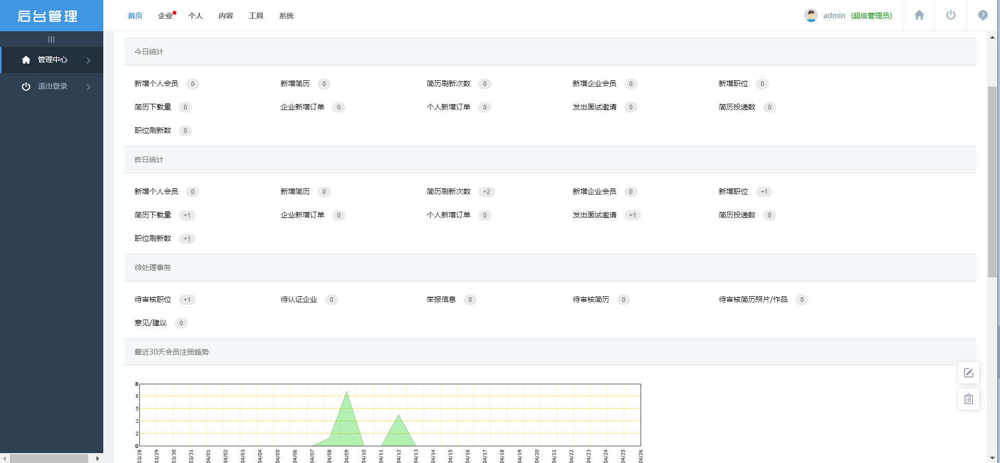 后台管理
首页 企业 个人 内容 工具 系统
admin (超级管理员)
管理中心
退出登录
今日统计
新增个人会员 0 新增简历 0 简历刷新次数 0 新增企业会员 0 新增职位 0
简历下载量 0 企业新增订单 0 个人新增订单 0 发出面试邀请 0 简历投递数 0
职位刷新数 0
昨日统计
新增个人会员 0 新增简历 0 简历刷新次数 +2 新增企业会员 0 新增职位 +1
简历下载量 +1 企业新增订单 0 个人新增订单 0 发出面试邀请 +1 简历投递数 0
职位刷新数 +1
待处理事务
待审核职位 +1 待认证企业 0 举报信息 0 待审核简历 0 待审核简历照片/作品 0
意见/建议 0
最近30天会员注册趋势
8
6
5
3
2
0
03/28 03/29 03/30 03/31 04/01 04/02 04/03 04/04 04/05 04/06 04/07 04/08 04/09 04/10 04/11 04/12 04/13 04/14 04/15 04/16 04/17 04/18 04/19 04/20 04/21 04/22 04/23 04/24 04/25 04/26